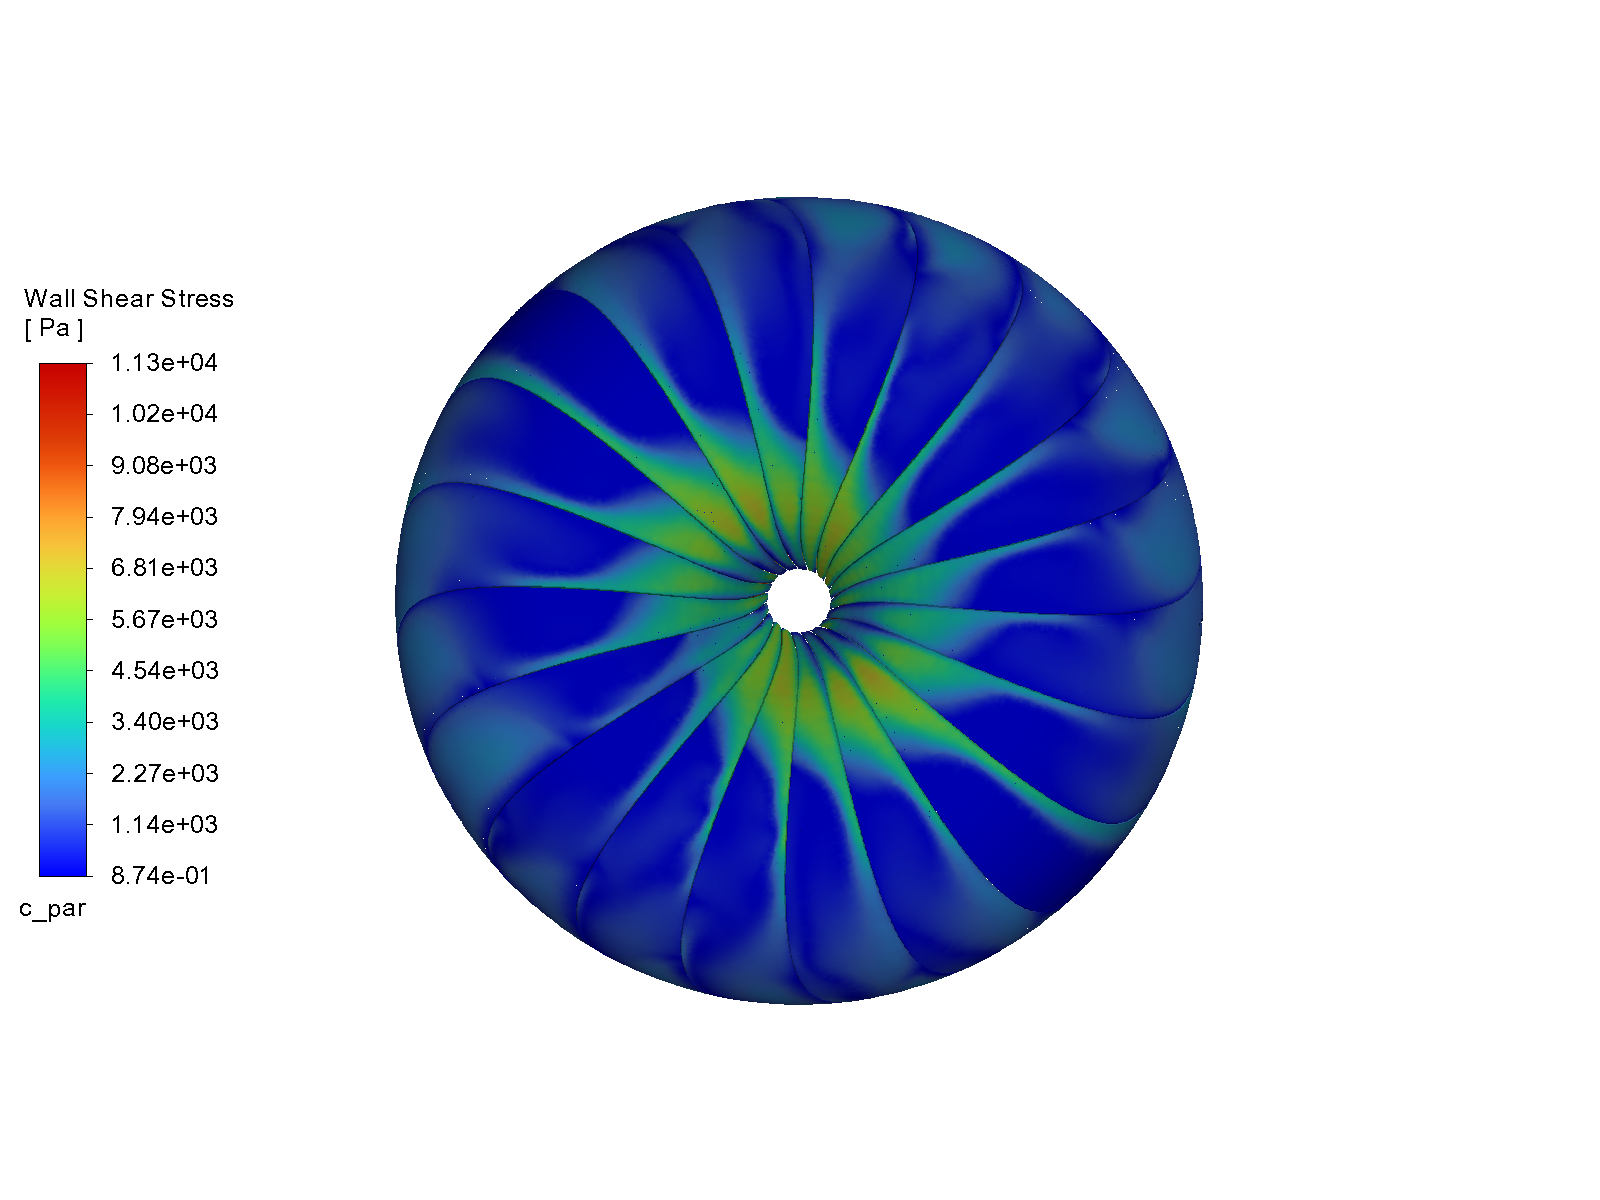 Wall Shear Stress
[ Pa ]
1.13e+04
1.02e+04
9.08e+03
7.94e+03
6.81e+03
5.67e+03
4.54e+03
3.40e+03
2.27e+03
1.14e+03
8.74e-01
c_par